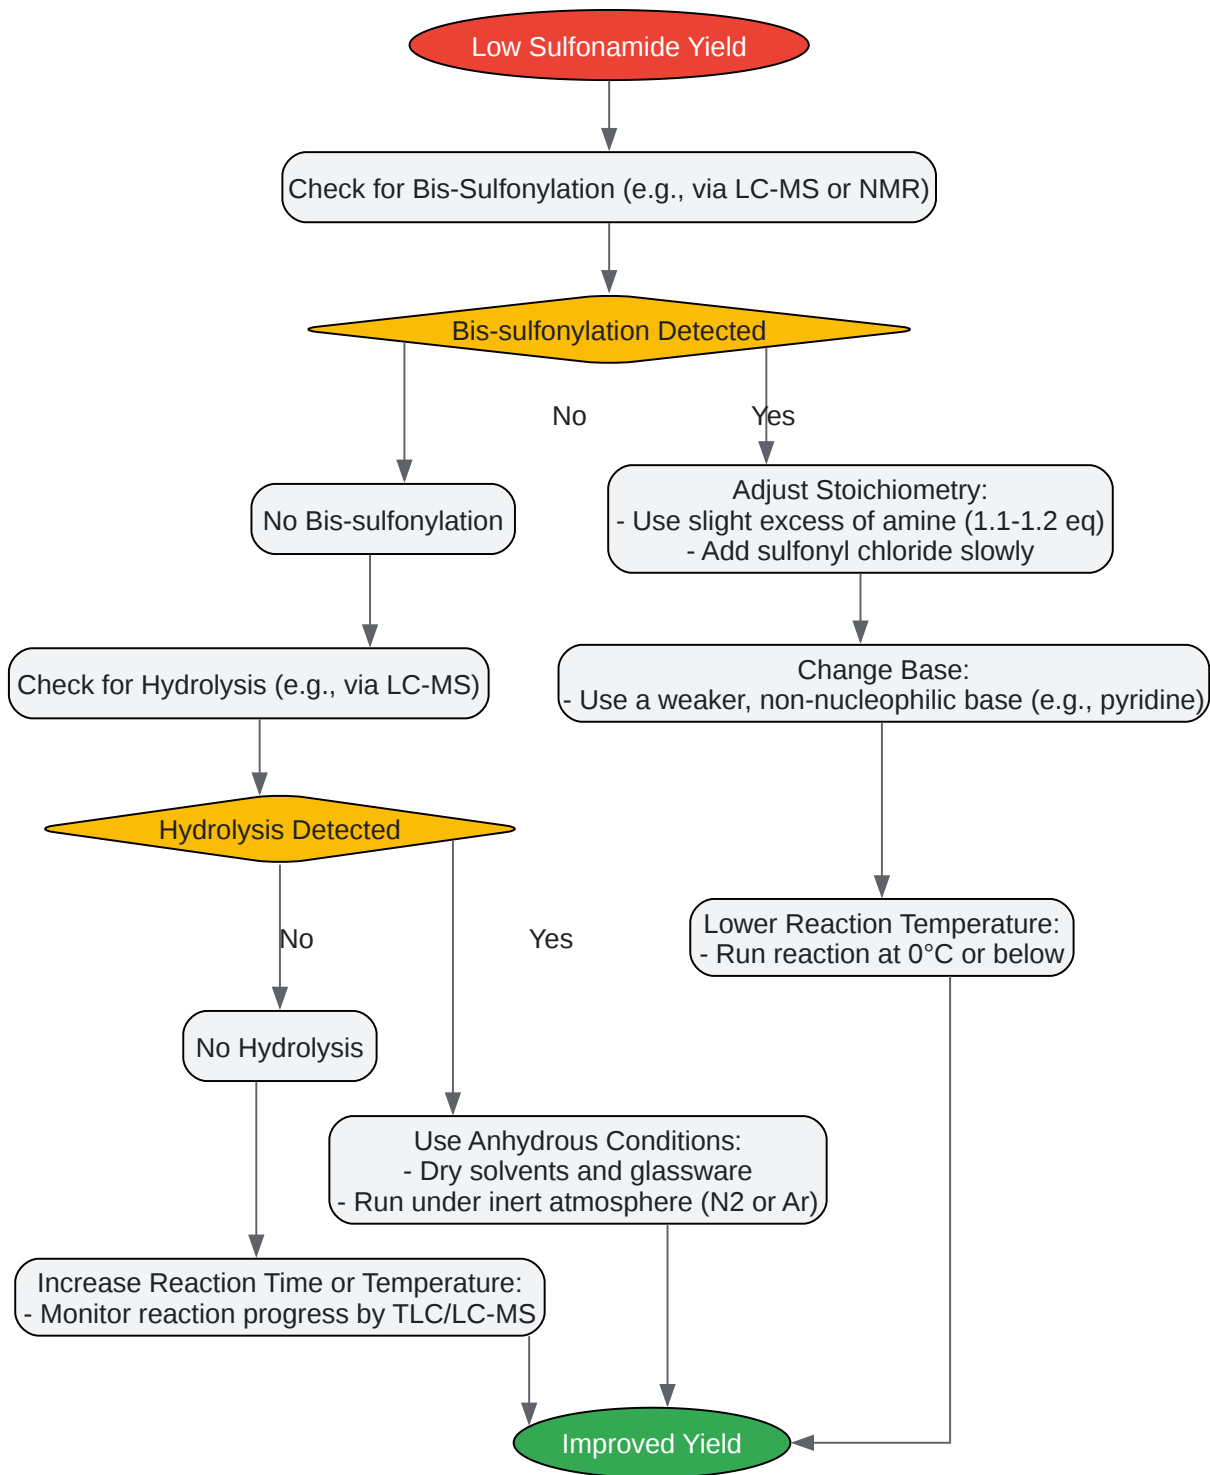 Low Sulfonamide Yield
Check for Bis-Sulfonylation (e.g., via LC-MS or NMR)
Bis-sulfonylation Detected
No
Yes
No Bis-sulfonylation
Adjust Stoichiometry:
- Use slight excess of amine (1.1-1.2 eq)
- Add sulfonyl chloride slowly
Check for Hydrolysis (e.g., via LC-MS)
Change Base:
- Use a weaker, non-nucleophilic base (e.g., pyridine)
Hydrolysis Detected
No
Yes
Lower Reaction Temperature:
- Run reaction at 0°C or below
No Hydrolysis
Use Anhydrous Conditions:
- Dry solvents and glassware
- Run under inert atmosphere (N2 or Ar)
Increase Reaction Time or Temperature:
- Monitor reaction progress by TLC/LC-MS
Improved Yield